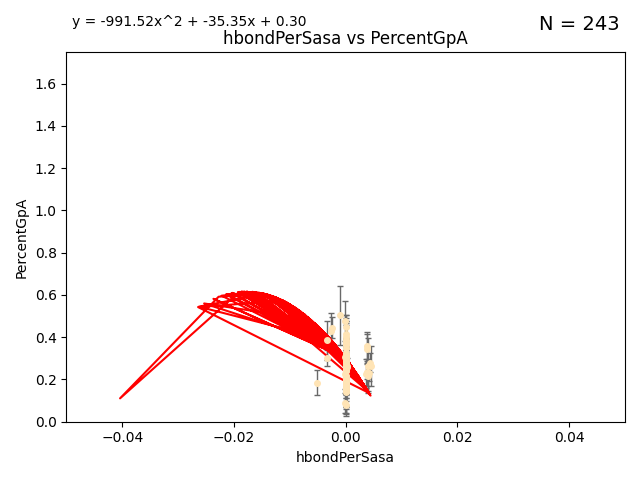 y = -991.52x^2 + -35.35x + 0.30
N = 243
hbondPerSasa vs PercentGpA
1.6
1.4
1.2
1.0
0.8
0.6
0.4
0.2
0.0
PercentGpA
−0.04 −0.02 0.00 0.02 0.04
hbondPerSasa